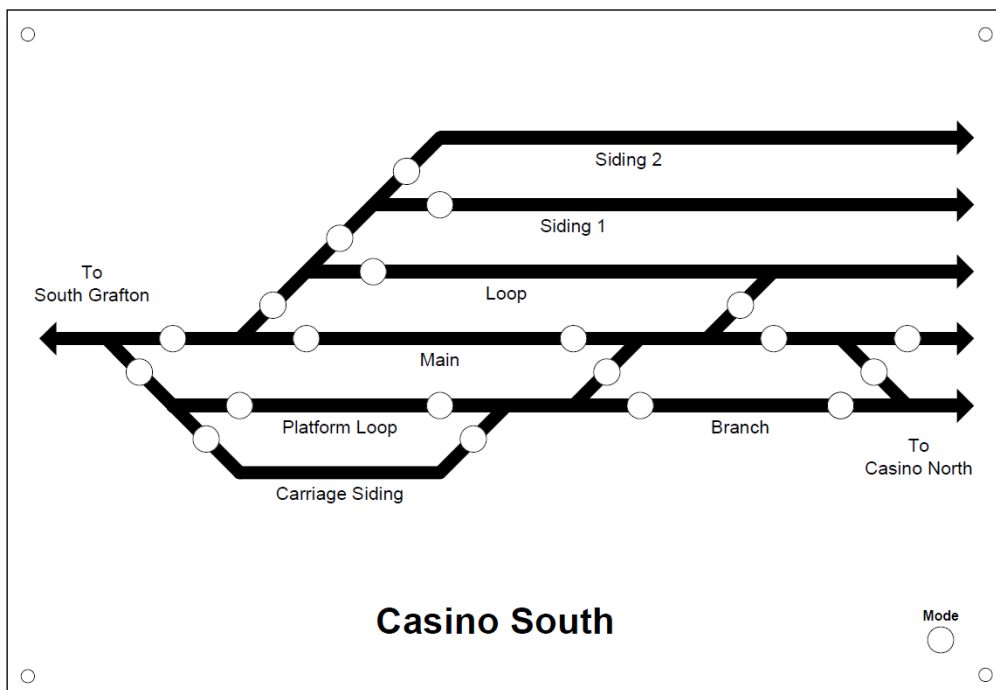 Siding 2
Siding 1
To
South Grafton
Loop
Main
Platform Loop
Branch
To
Casino North
Carriage Siding
Casino South
Mode